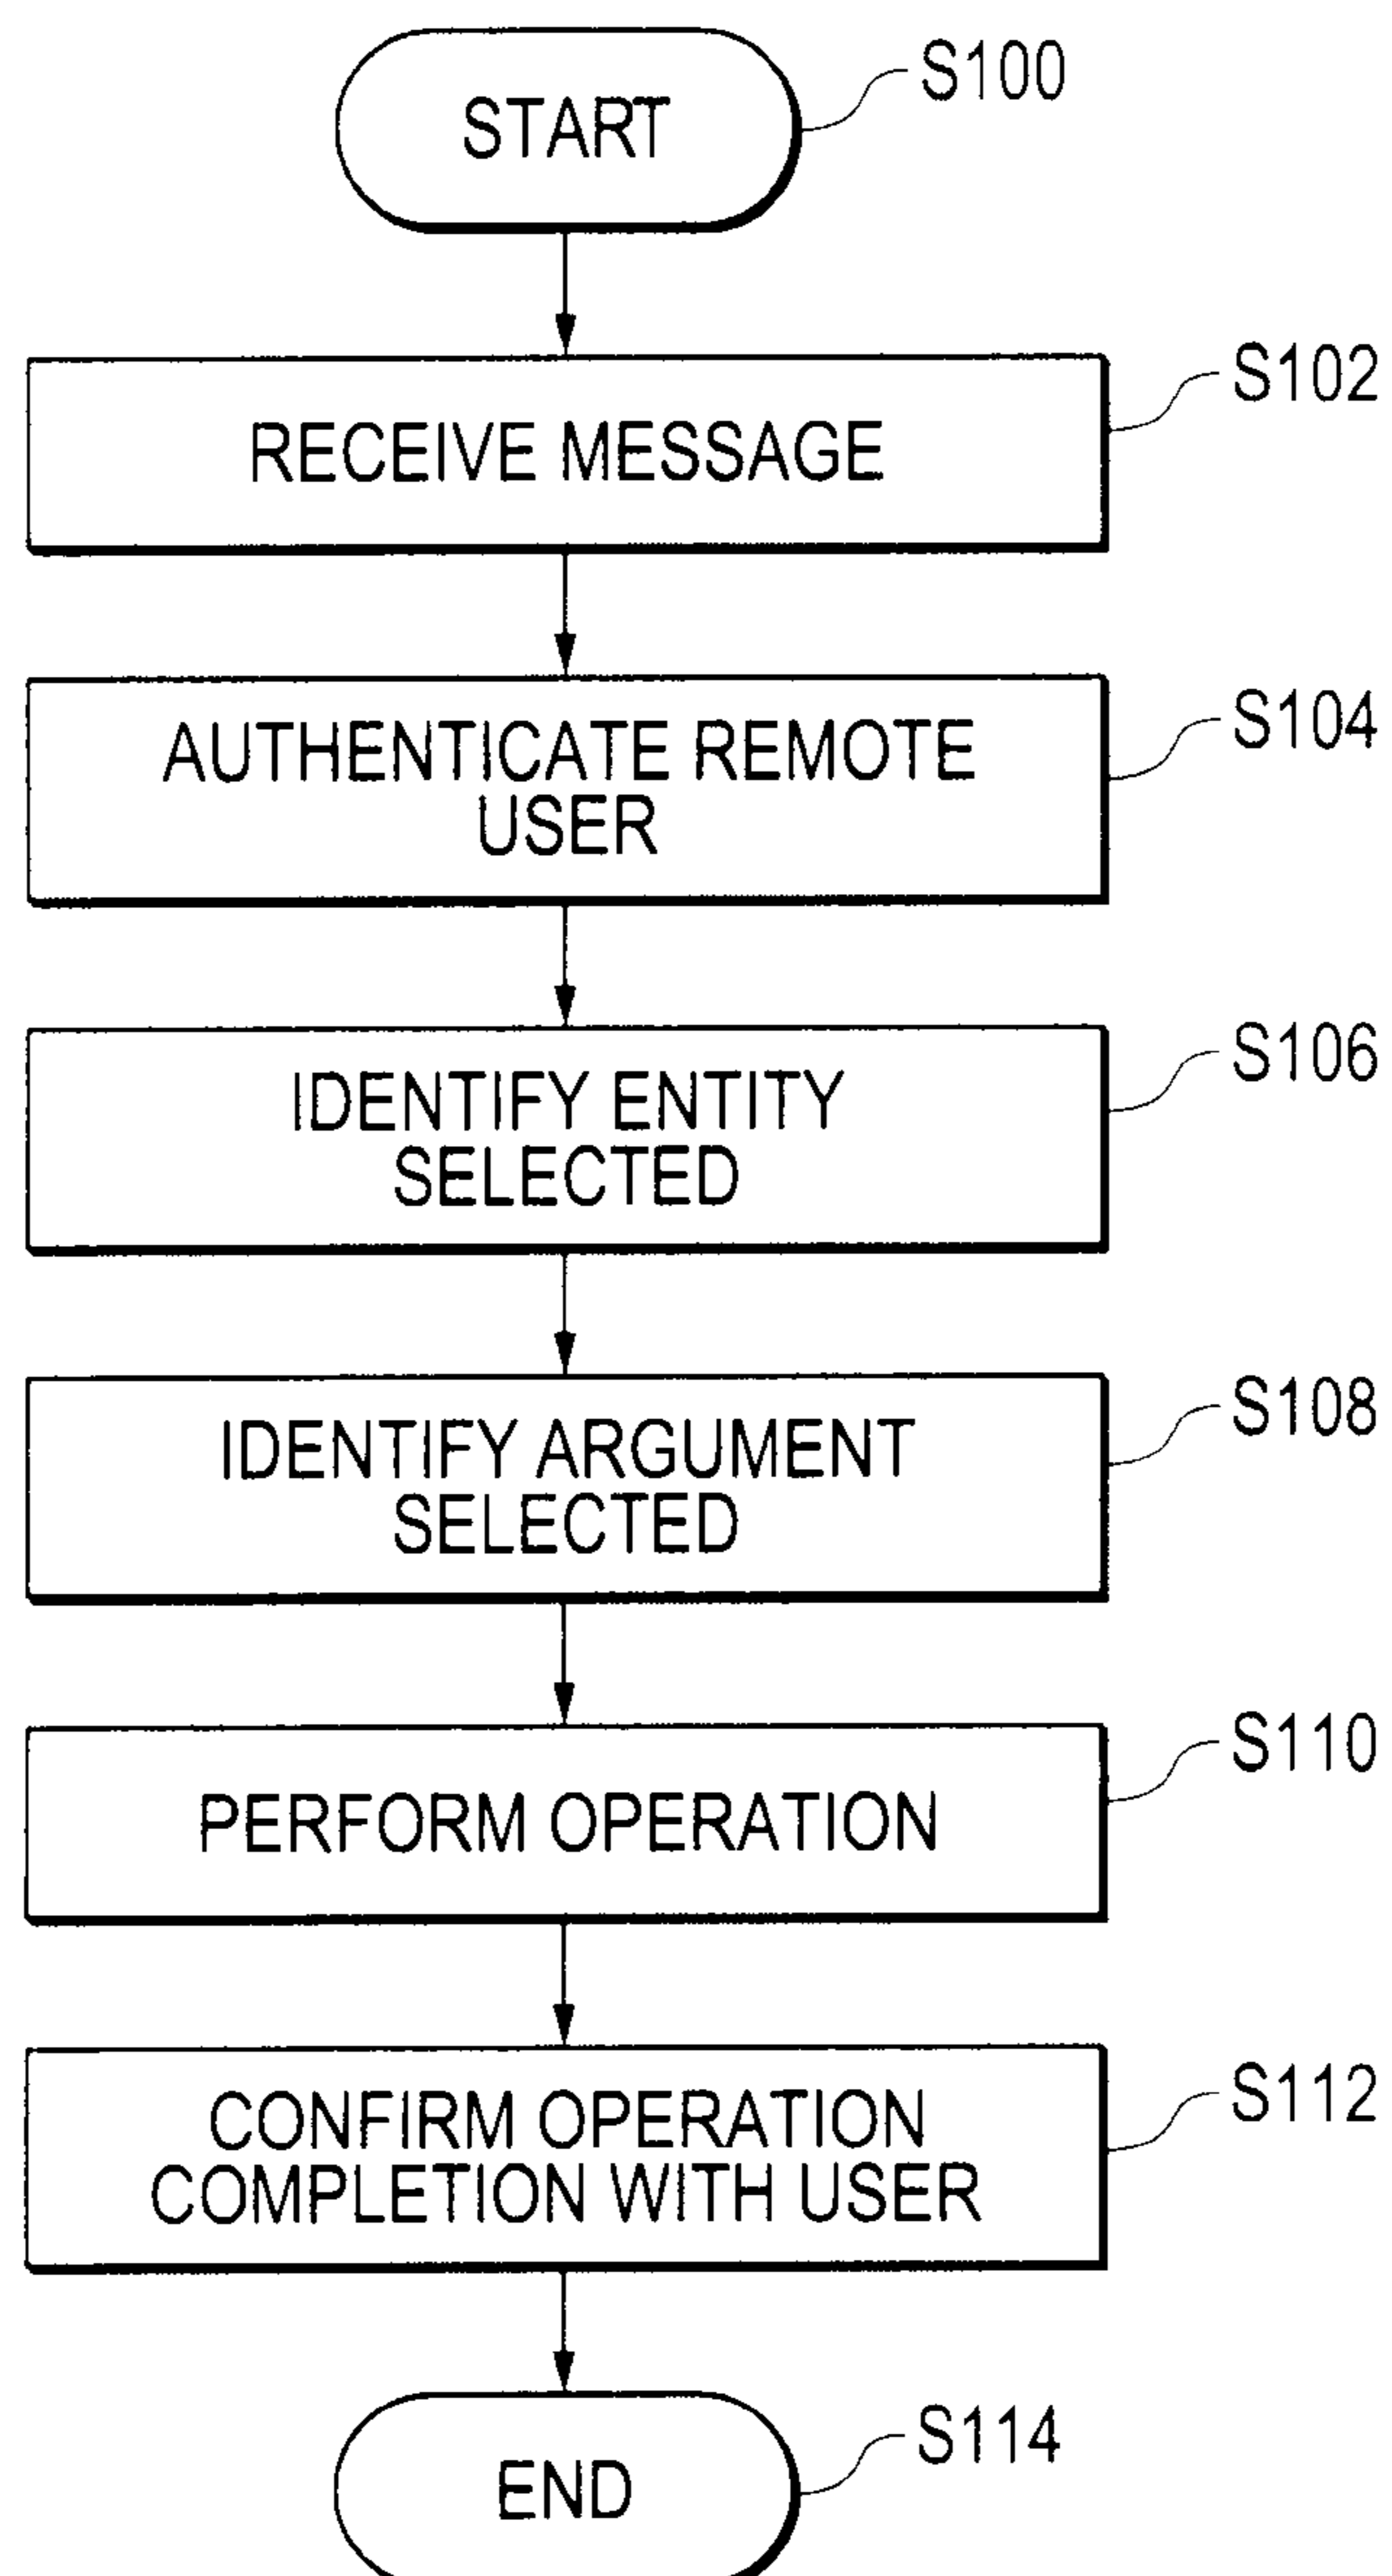 START
S100
RECEIVE MESSAGE
S102
AUTHENTICATE REMOTE
USER
S104
IDENTIFY ENTITY
SELECTED
S106
IDENTIFY ARGUMENT
SELECTED
S108
PERFORM OPERATION
S110
CONFIRM OPERATION
COMPLETION WITH USER
S112
END
S114